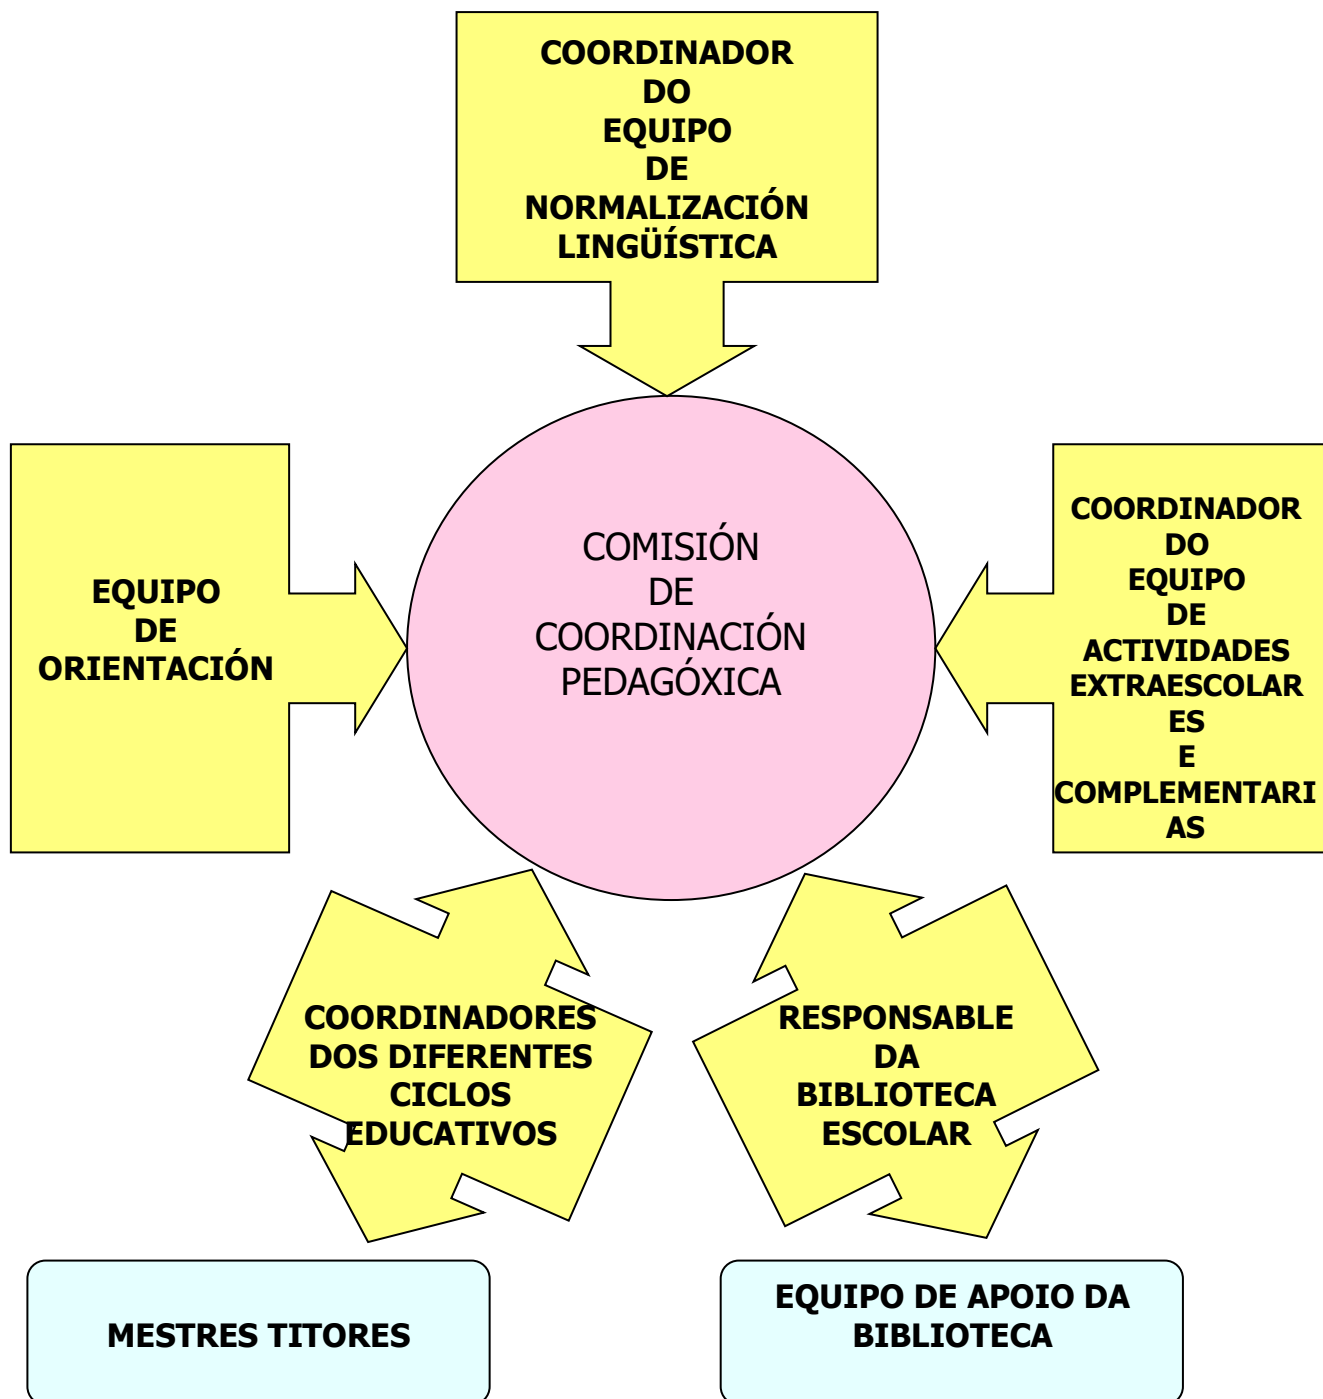 COORDINADOR
DO
EQUIPO
DE
NORMALIZACIÓN
LINGÜÍSTICA
EQUIPO
DE
ORIENTACIÓN
COMISIÓN
DE
COORDINACIÓN
PEDAGÓXICA
COORDINADOR
DO
EQUIPO
DE
ACTIVIDADES
EXTRAESCOLAR
ES
E
COMPLEMENTARI
AS
COORDINADORES
DOS DIFERENTES
CICLOS
EDUCATIVOS
RESPONSABLE
DA
BIBLIOTECA
ESCOLAR
MESTRES TITORES
EQUIPO DE APOIO DA
BIBLIOTECA